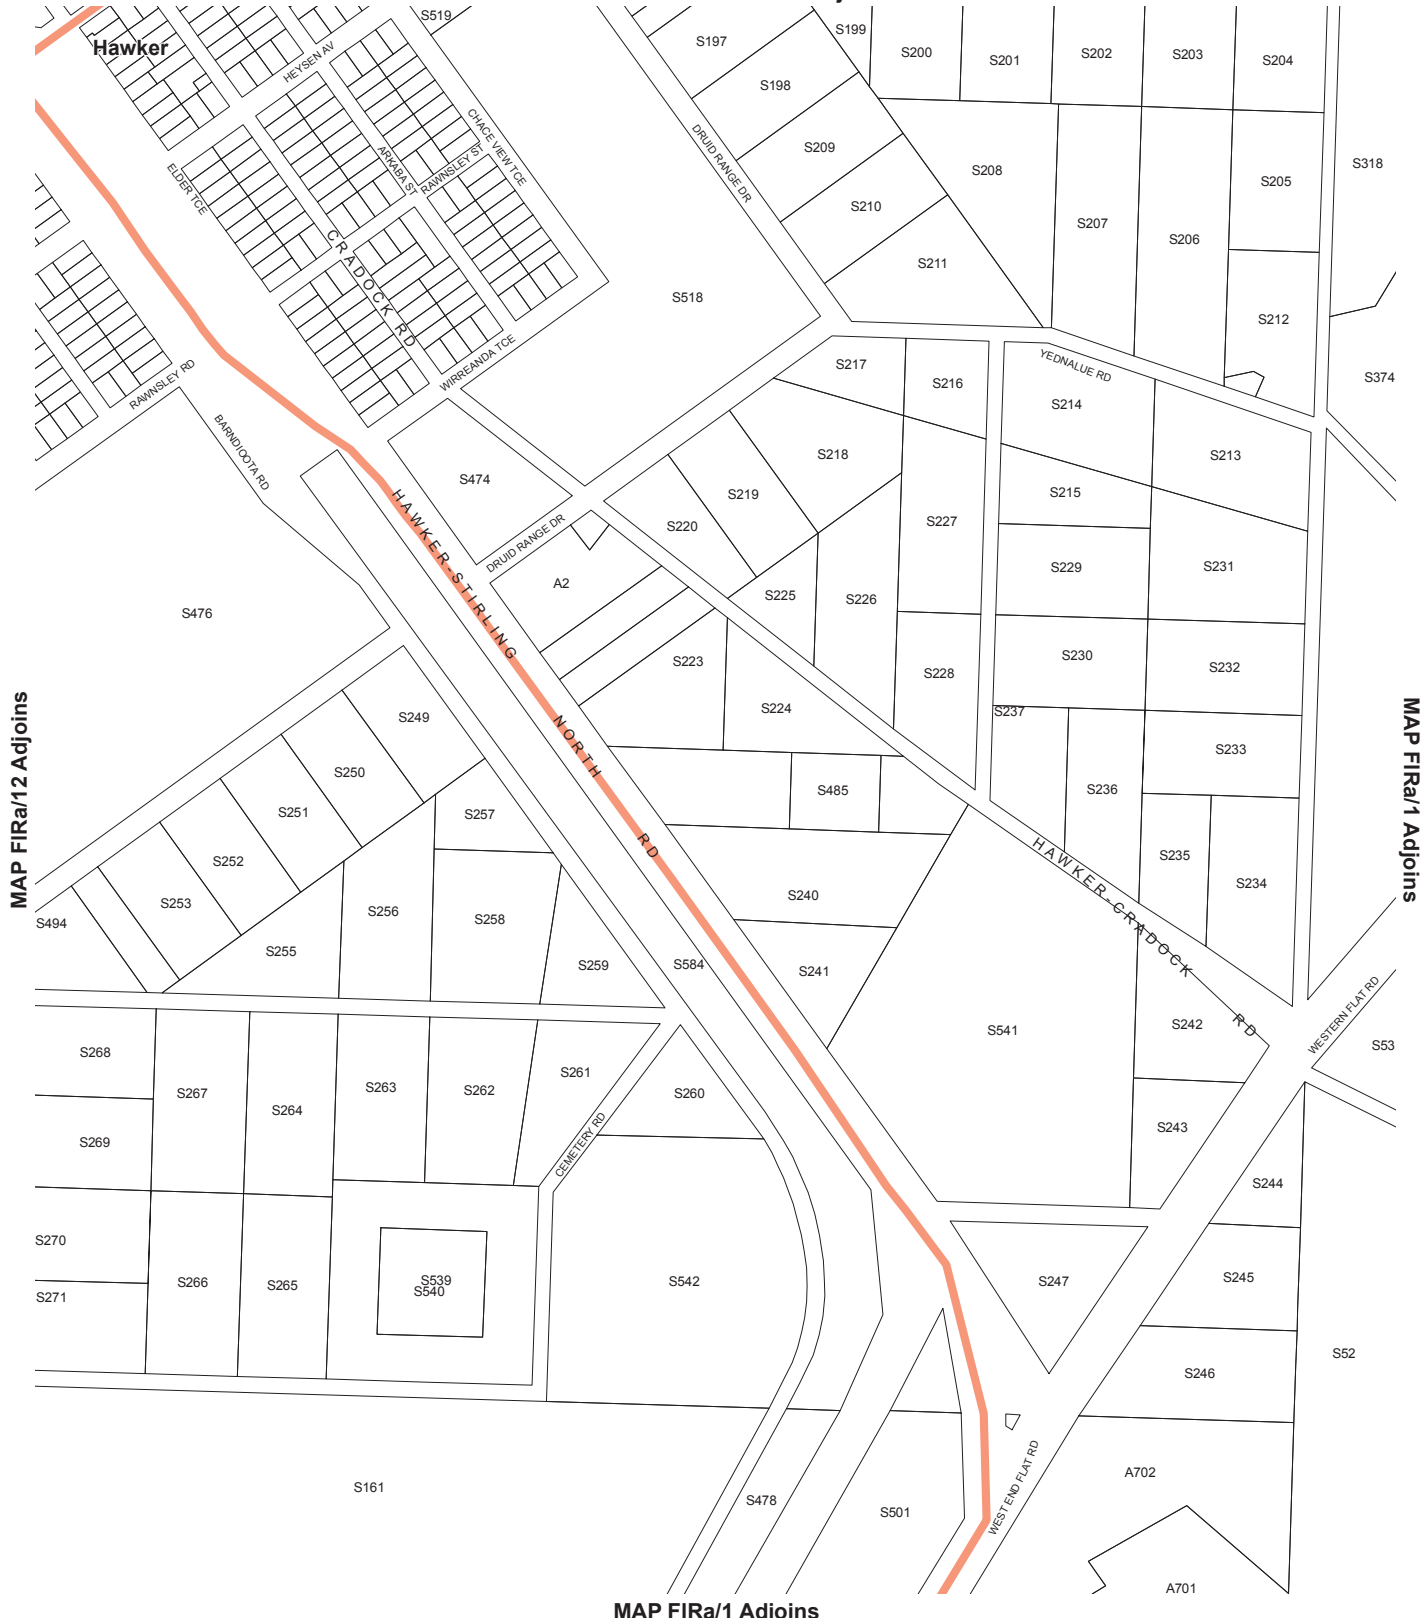 S519
S197
S199
S200
S201
S202
S203
S204
Hawker
HEYSEN AV
S198
CHACE VIEW TCE
DRUID RANGE DR
S209
S208
S205
S318
ELDER TCE
ARKABA ST
RAWNSLEY ST
S210
S207
S206
CRADOCK RD
S211
S518
S212
WIRREANDA TCE
YEDNALUE RD
RAWNSLEY RD
S217
S216
S214
S374
BARNDIOOTA RD
S474
S218
S213
S219
S215
S220
S227
DRUID RANGE DR
HAWKER-STIRLING NORTH RD
A2
S225
S226
S229
S231
S476
S223
S228
S230
S232
MAP FIRa/12 Adjoins
MAP FIRa/1 Adjoins
S249
S224
S237
S233
S250
S485
S236
S251
S257
S252
HAWKER-CRADOCK RD
S235
S234
S240
S253
S256
S258
S494
S255
S259
S584
S241
S541
S242
WESTERN FLAT RD
S53
S268
S267
S264
S263
S262
S261
S260
S269
CEMETERY RD
S243
S244
S270
S271
S266
S265
S539
S540
S542
S247
S245
S52
S246
S161
S478
S501
WEST END FLAT RD
A702
A701
MAP FIRa/1 Adjoins